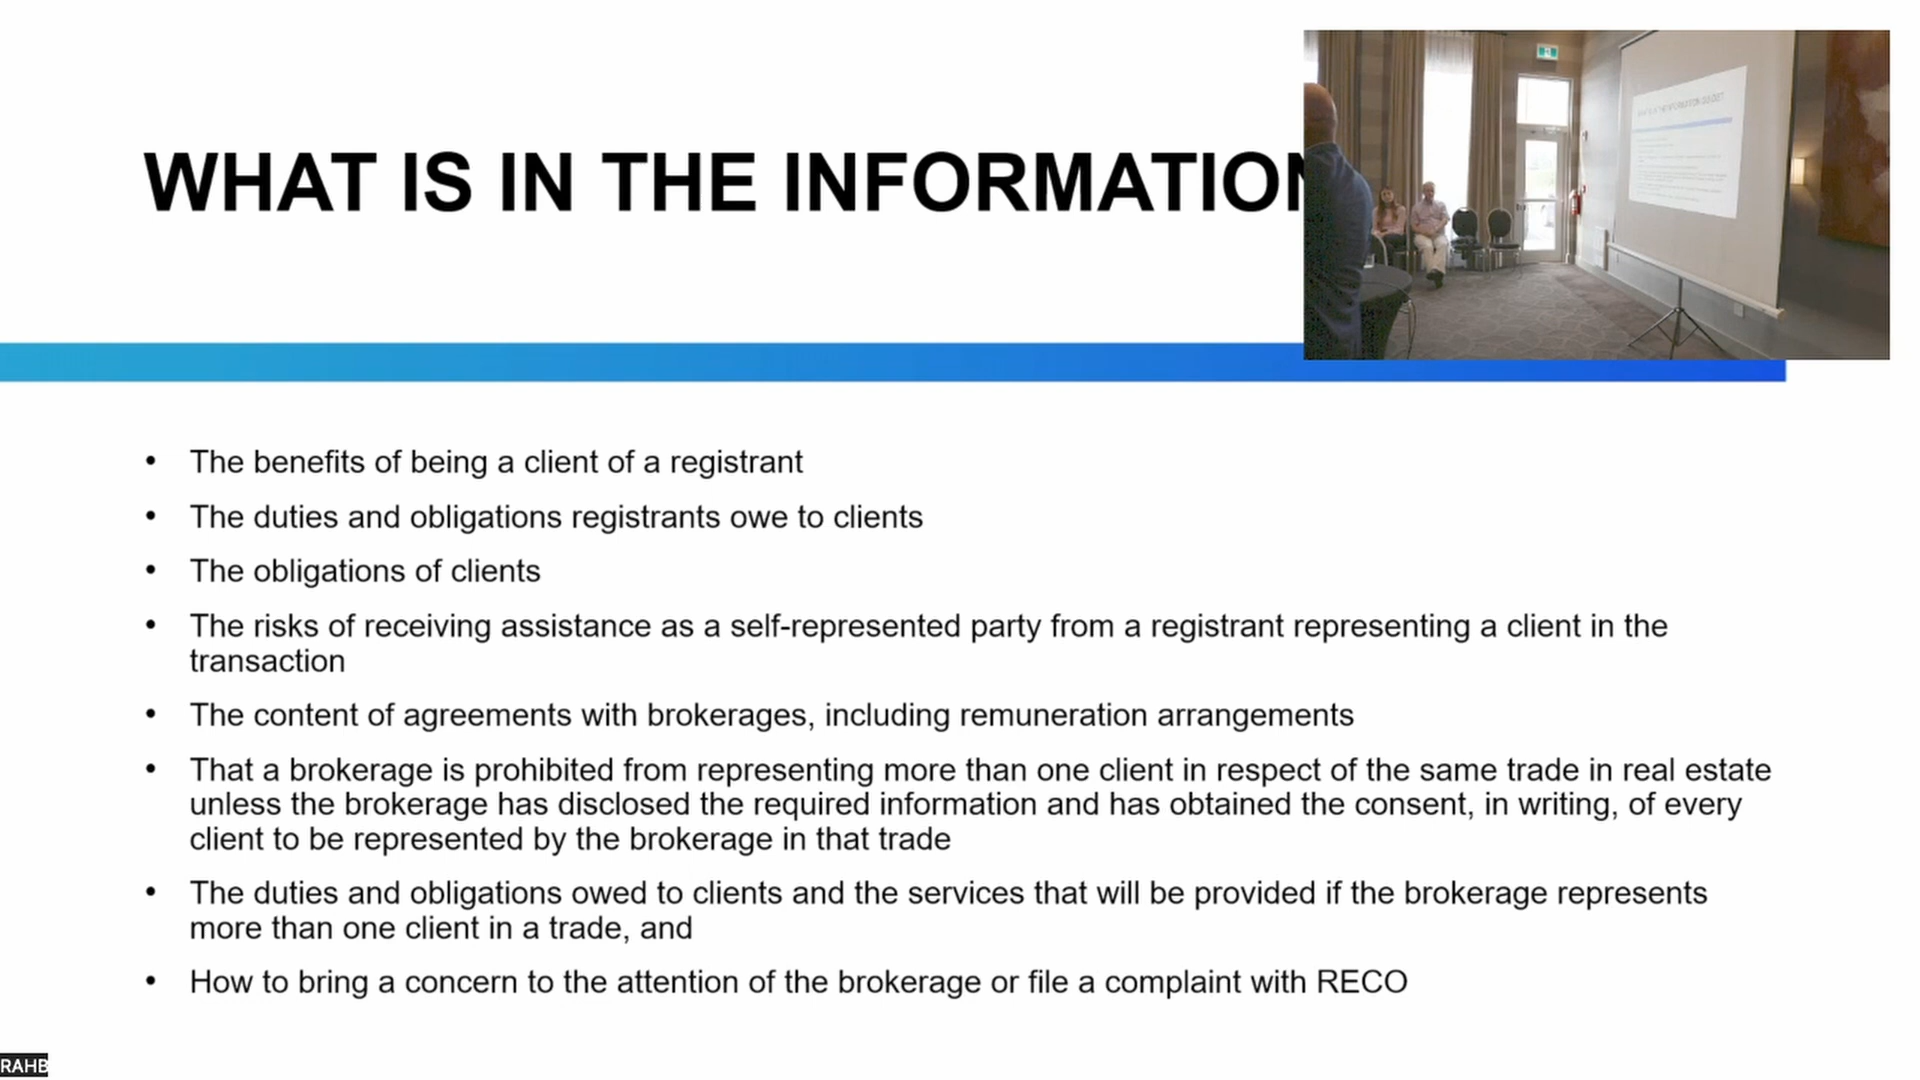 WHAT IS IN THE INFORMATION
• The benefits of being a client of a registrant
• The duties and obligations registrants owe to clients
• The obligations of clients
• The risks of receiving assistance as a self-represented party from a registrant representing a client in the
transaction
• The content of agreements with brokerages, including remuneration arrangements
• That a brokerage is prohibited from representing more than one client in respect of the same trade in real estate
unless the brokerage has disclosed the required information and has obtained the consent, in writing, of every
client to be represented by the brokerage in that trade
• The duties and obligations owed to clients and the services that will be provided if the brokerage represents
more than one client in a trade, and
• How to bring a concern to the attention of the brokerage or file a complaint with RECO
RAHB